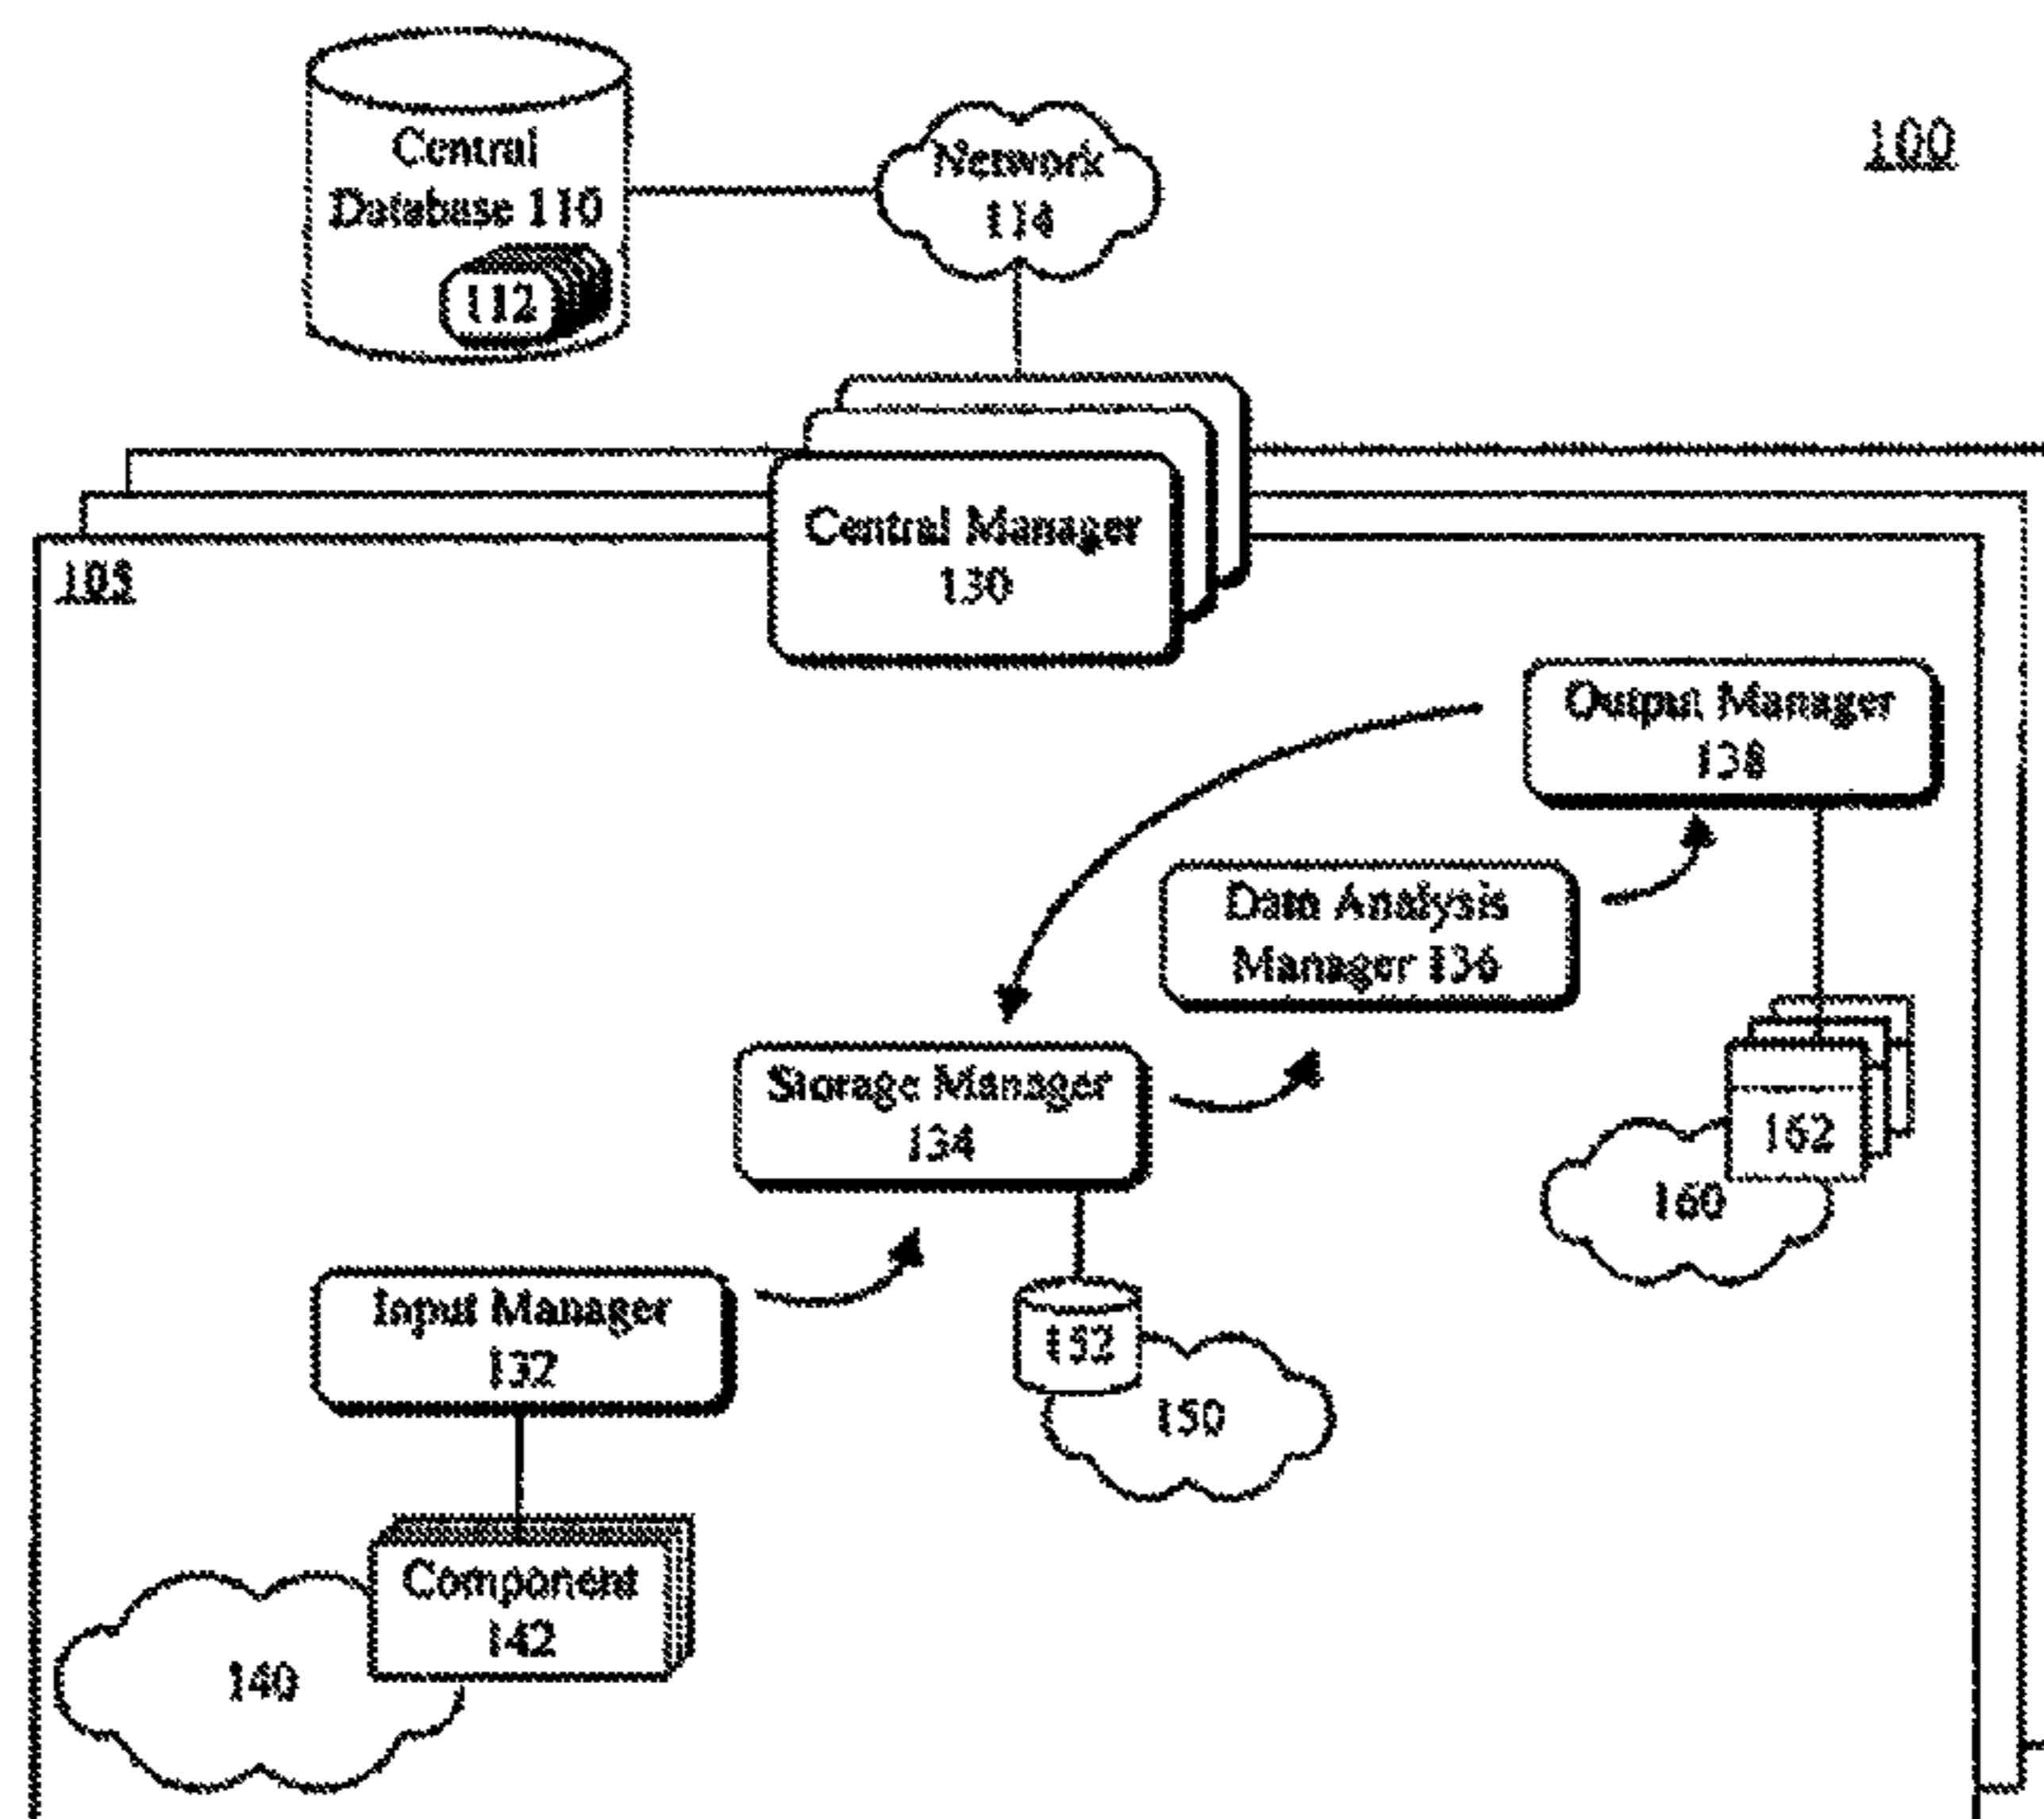 100
Central
Database 110
112
Network
114
Central Manager
130
105
Output Manager
138
Data Analysis
Manager 136
Storage Manager
134
162
160
Input Manager
132
152
150
Component
142
140